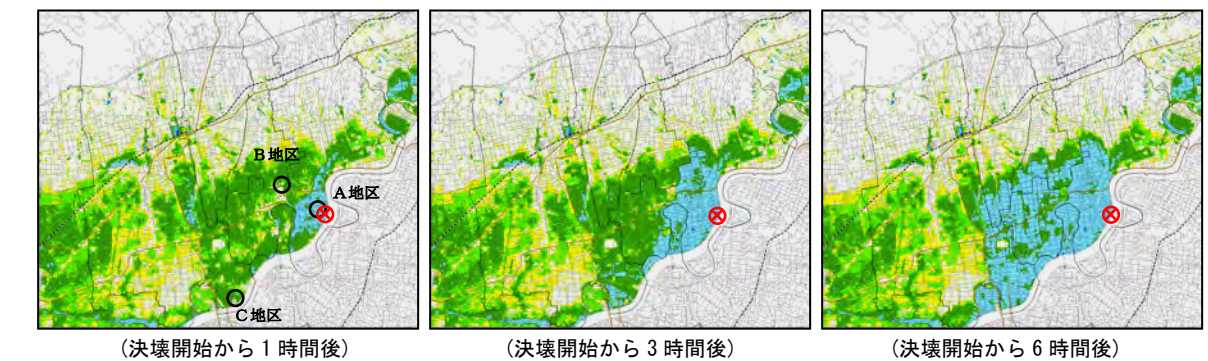 B地区
A地区
C地区
(決壊開始から1時間後)
(決壊開始から3時間後)
(決壊開始から6時間後)